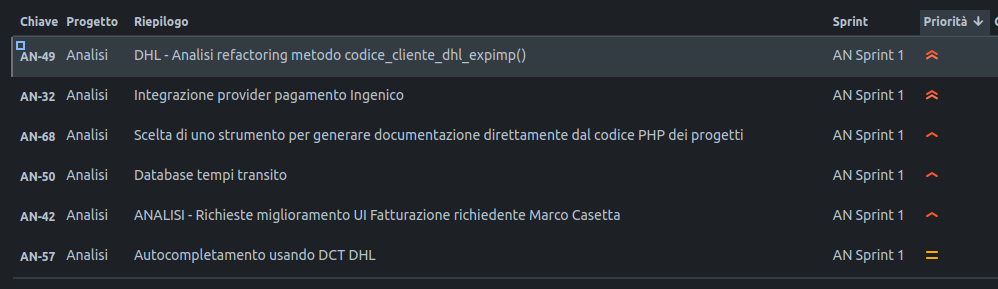 Chiave Progetto Riepilogo Sprint Priorità ↓
AN-49 Analisi DHL - Analisi refactoring metodo codice_cliente_dhl_expimp() AN Sprint 1
AN-32 Analisi Integrazione provider pagamento Ingenico AN Sprint 1
AN-68 Analisi Scelta di uno strumento per generare documentazione direttamente dal codice PHP dei progetti AN Sprint 1
AN-50 Analisi Database tempi transito AN Sprint 1
AN-42 Analisi ANALISI - Richieste miglioramento UI Fatturazione richiedente Marco Casetta AN Sprint 1
AN-57 Analisi Autocompletamento usando DCT DHL AN Sprint 1